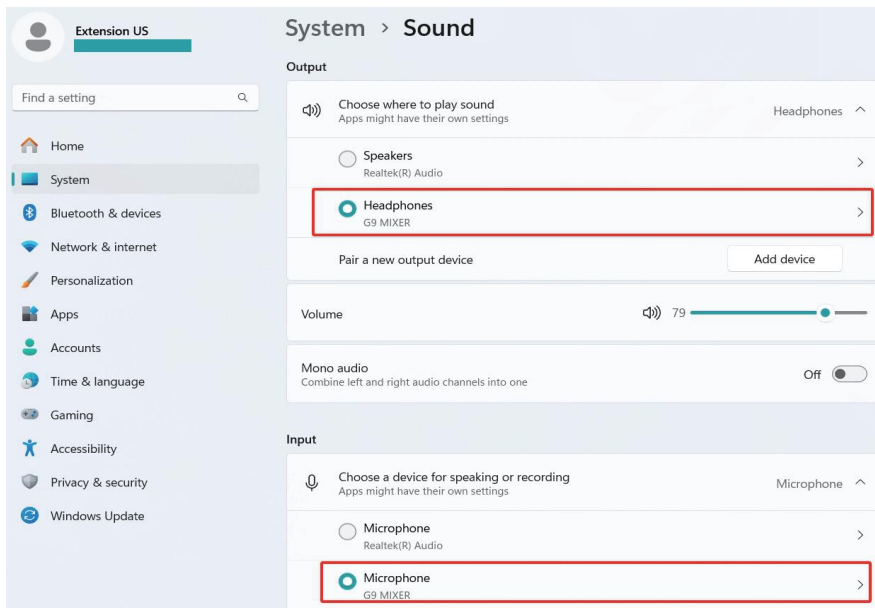 Extension US
Find a setting
Home
System
Bluetooth & devices
Network & internet
Personalization
Apps
Accounts
Time & language
Gaming
Accessibility
Privacy & security
Windows Update
System > Sound
Output
Choose where to play sound
Apps might have their own settings
Headphones
Speakers
Realtek(R) Audio
Headphones
G9 MIXER
Pair a new output device
Add device
Volume
79
Mono audio
Combine left and right audio channels into one
Off
Input
Choose a device for speaking or recording
Apps might have their own settings
Microphone
Microphone
Realtek(R) Audio
Microphone
G9 MIXER